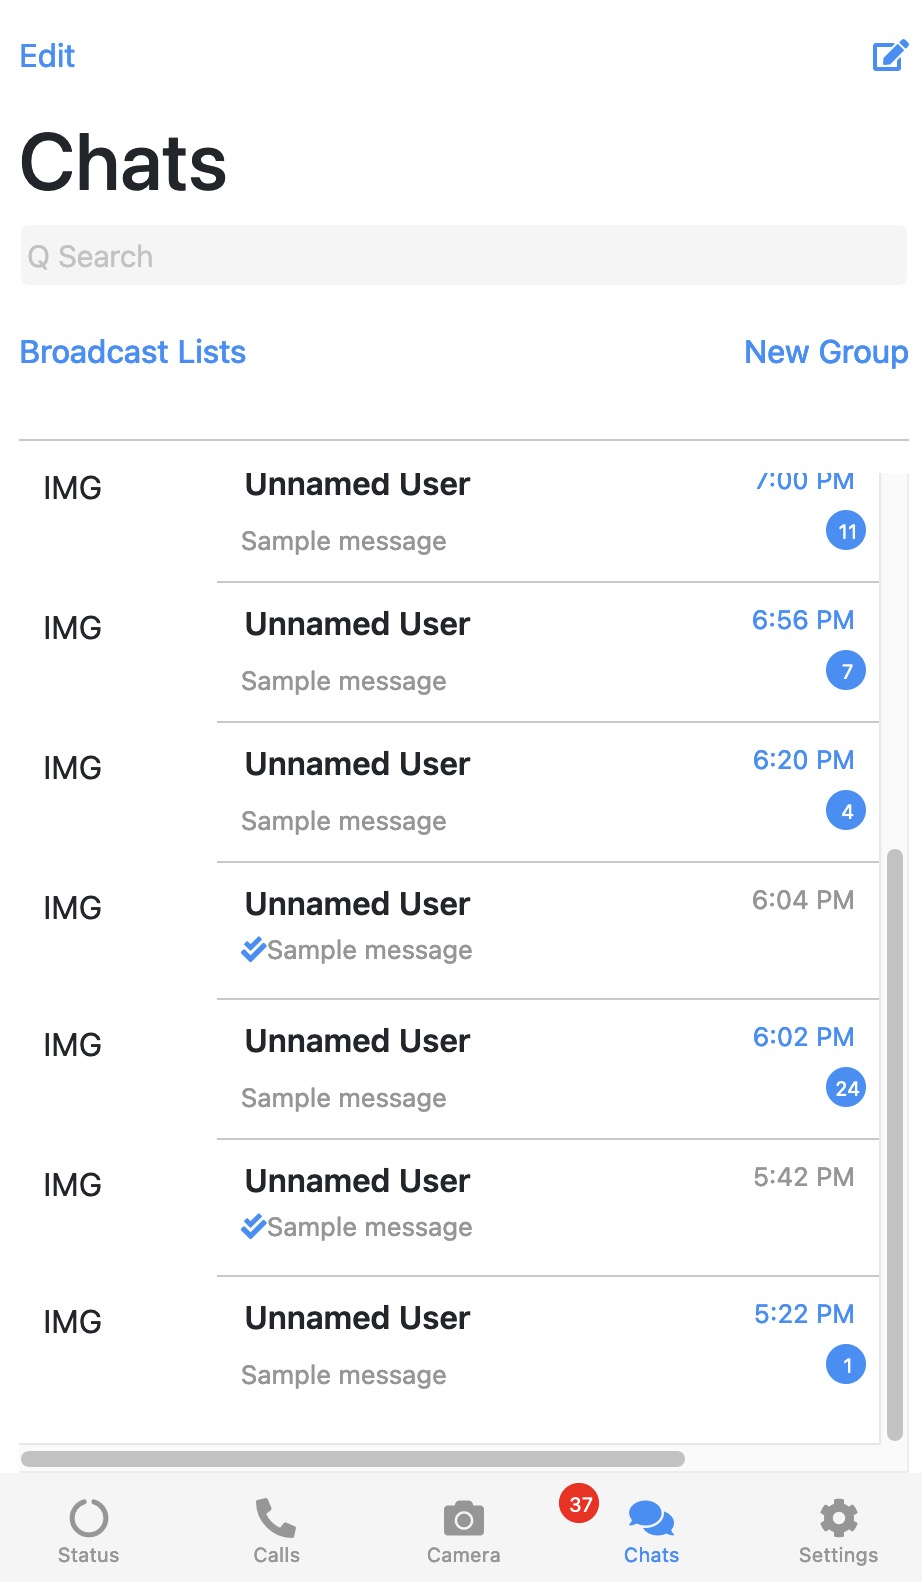 Edit
Chats
Q Search
Broadcast Lists New Group
IMG Unnamed User 7:00 PM
Sample message 11
IMG Unnamed User 6:56 PM
Sample message 7
IMG Unnamed User 6:20 PM
Sample message 4
IMG Unnamed User 6:04 PM
Sample message
IMG Unnamed User 6:02 PM
Sample message 24
IMG Unnamed User 5:42 PM
Sample message
IMG Unnamed User 5:22 PM
Sample message 1
37
Status Calls Camera Chats Settings